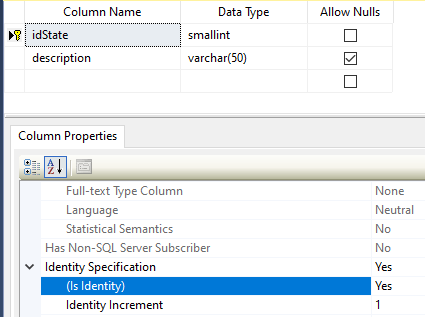 Column Name Data Type Allow Nulls
idState smallint
description varchar(50)
Column Properties
A Z
Full-text Type Column None
Language Neutral
Statistical Semantics No
Has Non-SQL Server Subscriber No
Identity Specification Yes
(Is Identity) Yes
Identity Increment 1